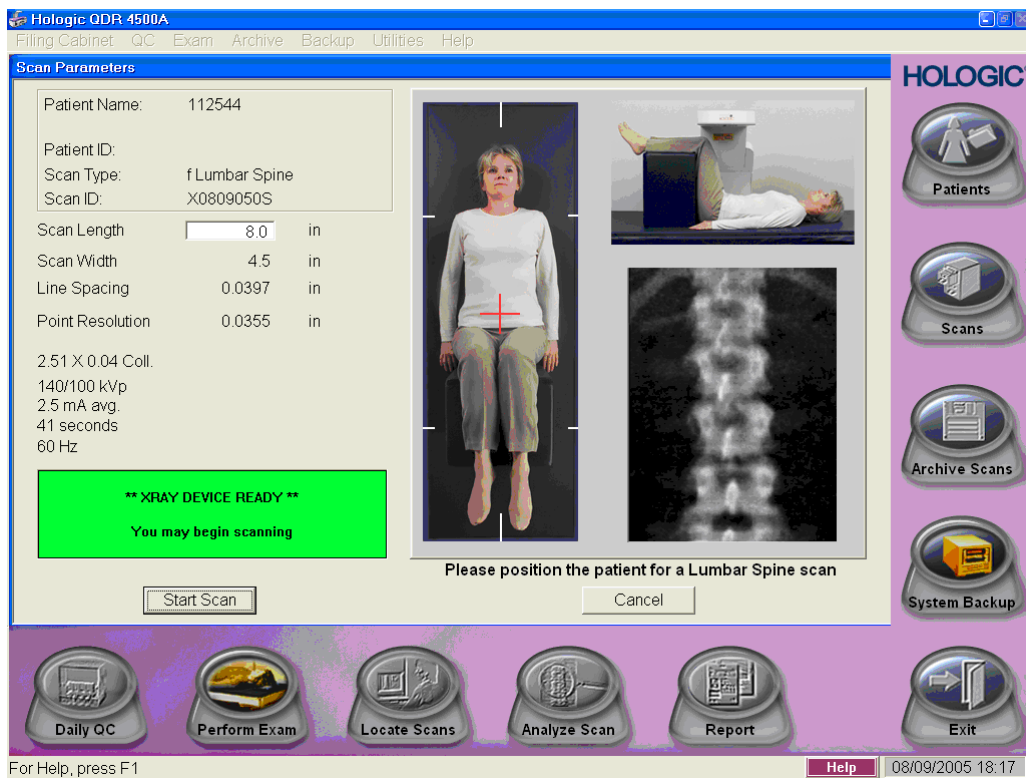 Hologic QDR 4500A
Filing Cabinet QC Exam Archive Backup Utilities Help
Scan Parameters
HOLOGIC
Patient Name: 112544
Patient ID:
Scan Type: f Lumbar Spine
Scan ID: X0809050S
Scan Length 8.0 in
Scan Width 4.5 in
Line Spacing 0.0397 in
Point Resolution 0.0355 in
2.51 X 0.04 Coll.
140/100 kVp
2.5 mA avg.
41 seconds
60 Hz
** XRAY DEVICE READY **
You may begin scanning
Please position the patient for a Lumbar Spine scan
Start Scan Cancel
Patients
Scans
Archive Scans
System Backup
Daily QC Perform Exam Locate Scans Analyze Scan Report Exit
For Help, press F1 Help 08/09/2005 18:17